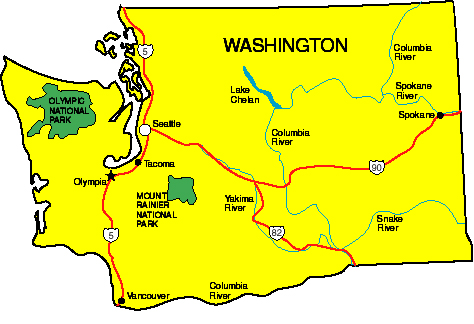 5
WASHINGTON
Columbia
River
Lake
Chelan
Spokane
River
OLYMPIC
NATIONAL
PARK
Seattle
Spokane
Columbia
River
Tacoma
90
Olympia
MOUNT
RAINIER
NATIONAL
PARK
Yakima
River
Snake
River
5
82
Columbia
River
Vancouver